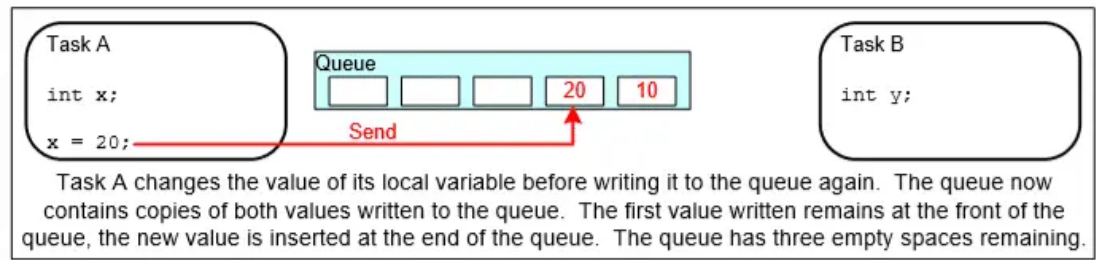 Task A
Task B
Queue
int x;
int y;
20
10
Send
x = 20;
Task A changes the value of its local variable before writing it to the queue again. The queue now
contains copies of both values written to the queue. The first value written remains at the front of the
queue, the new value is inserted at the end of the queue. The queue has three empty spaces remaining.